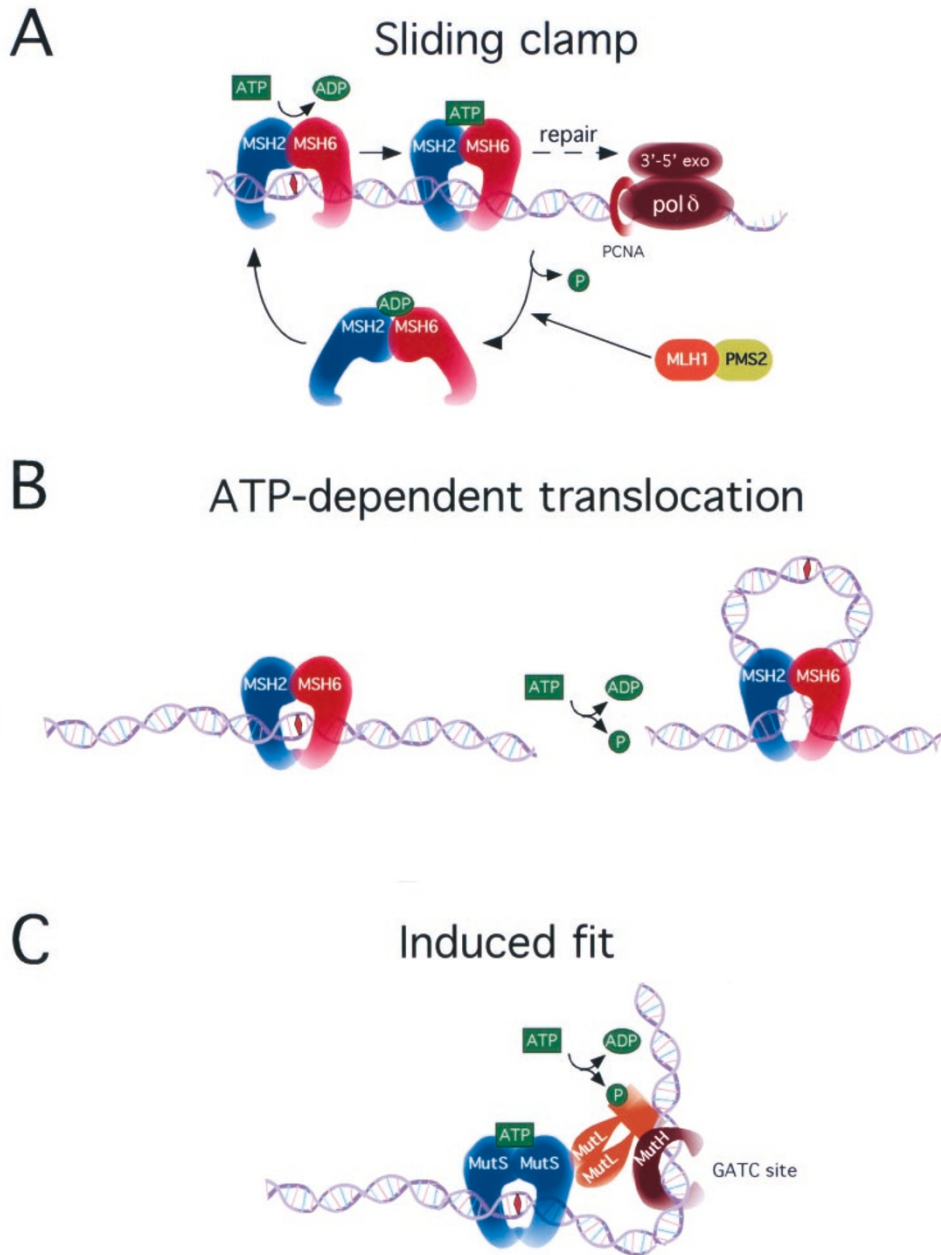 A
Sliding clamp
ATP
ADP
MSH2
MSH6
ATP
MSH2
MSH6
repair
3'-5' exo
pol δ
PCNA
P
ADP
MSH2
MSH6
MLH1
PMS2
B
ATP-dependent translocation
MSH2
MSH6
ATP
ADP
P
MSH2
MSH6
C
Induced fit
ATP
ADP
P
ATP
MutS
MutS
MutL
MutL
MutH
GATC site